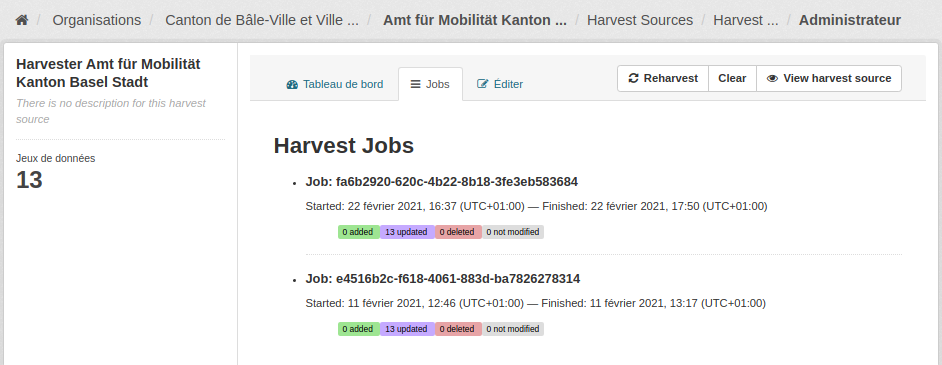 / Organisations / Canton de Bâle-Ville et Ville ... / Amt für Mobilität Kanton ... / Harvest Sources / Harvest ... / Administrateur
Harvester Amt für Mobilität
Kanton Basel Stadt
There is no description for this harvest
source
Jeux de données
13
Tableau de bord Jobs Éditer
Reharvest Clear View harvest source
Harvest Jobs
• Job: fa6b2920-620c-4b22-8b18-3fe3eb583684
Started: 22 février 2021, 16:37 (UTC+01:00) — Finished: 22 février 2021, 17:50 (UTC+01:00)
0 added 13 updated 0 deleted 0 not modified
• Job: e4516b2c-f618-4061-883d-ba7826278314
Started: 11 février 2021, 12:46 (UTC+01:00) — Finished: 11 février 2021, 13:17 (UTC+01:00)
0 added 13 updated 0 deleted 0 not modified